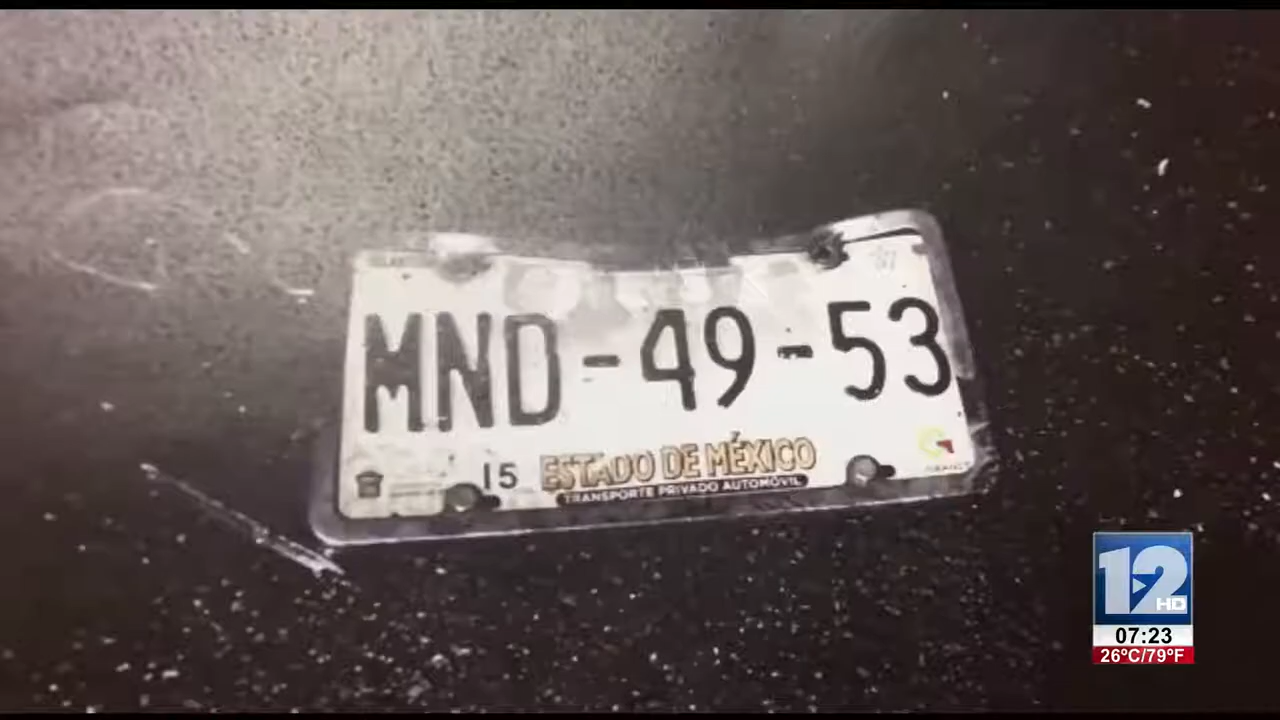 MND-49-53
15 ESTADO DE MÉXICO
TRANSPORTE PRIVADO AUTOMÓVIL
12
HD
07:23
26°C/79°F